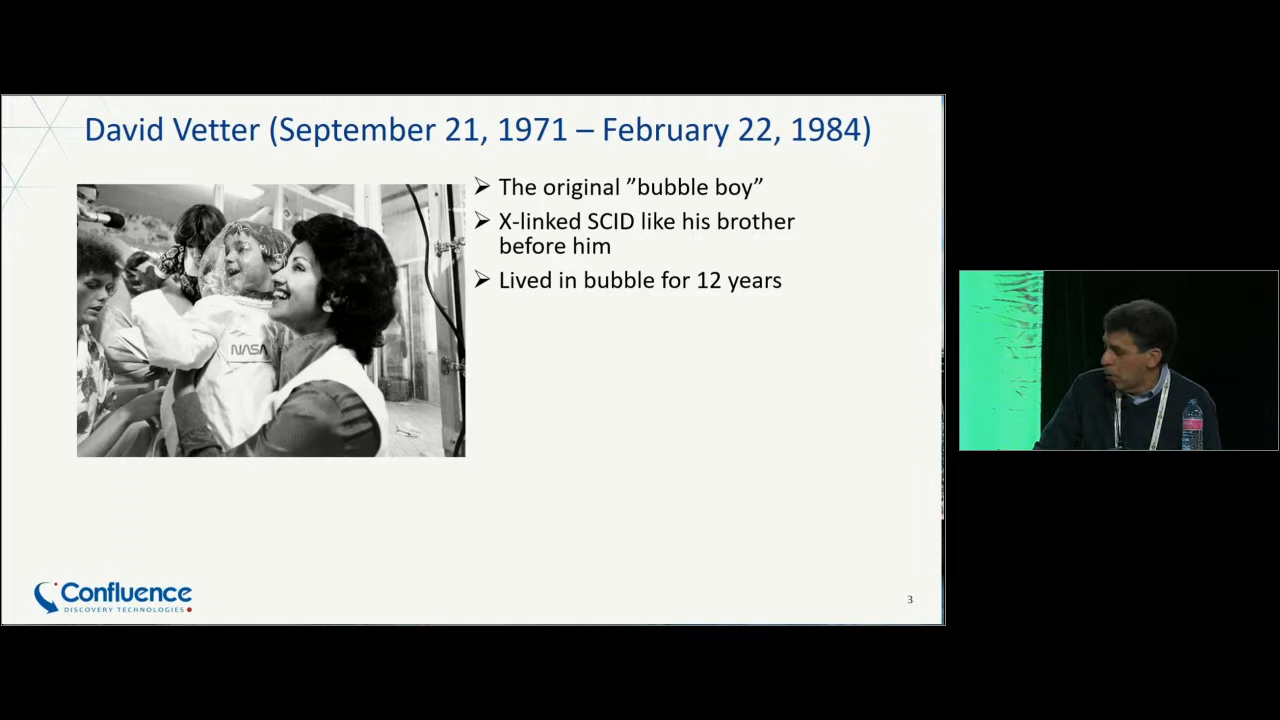 David Vetter (September 21, 1971 – February 22, 1984)
➢ The original ”bubble boy”
➢ X-linked SCID like his brother
before him
➢ Lived in bubble for 12 years
NASA
Confluence
DISCOVERY TECHNOLOGIES
3